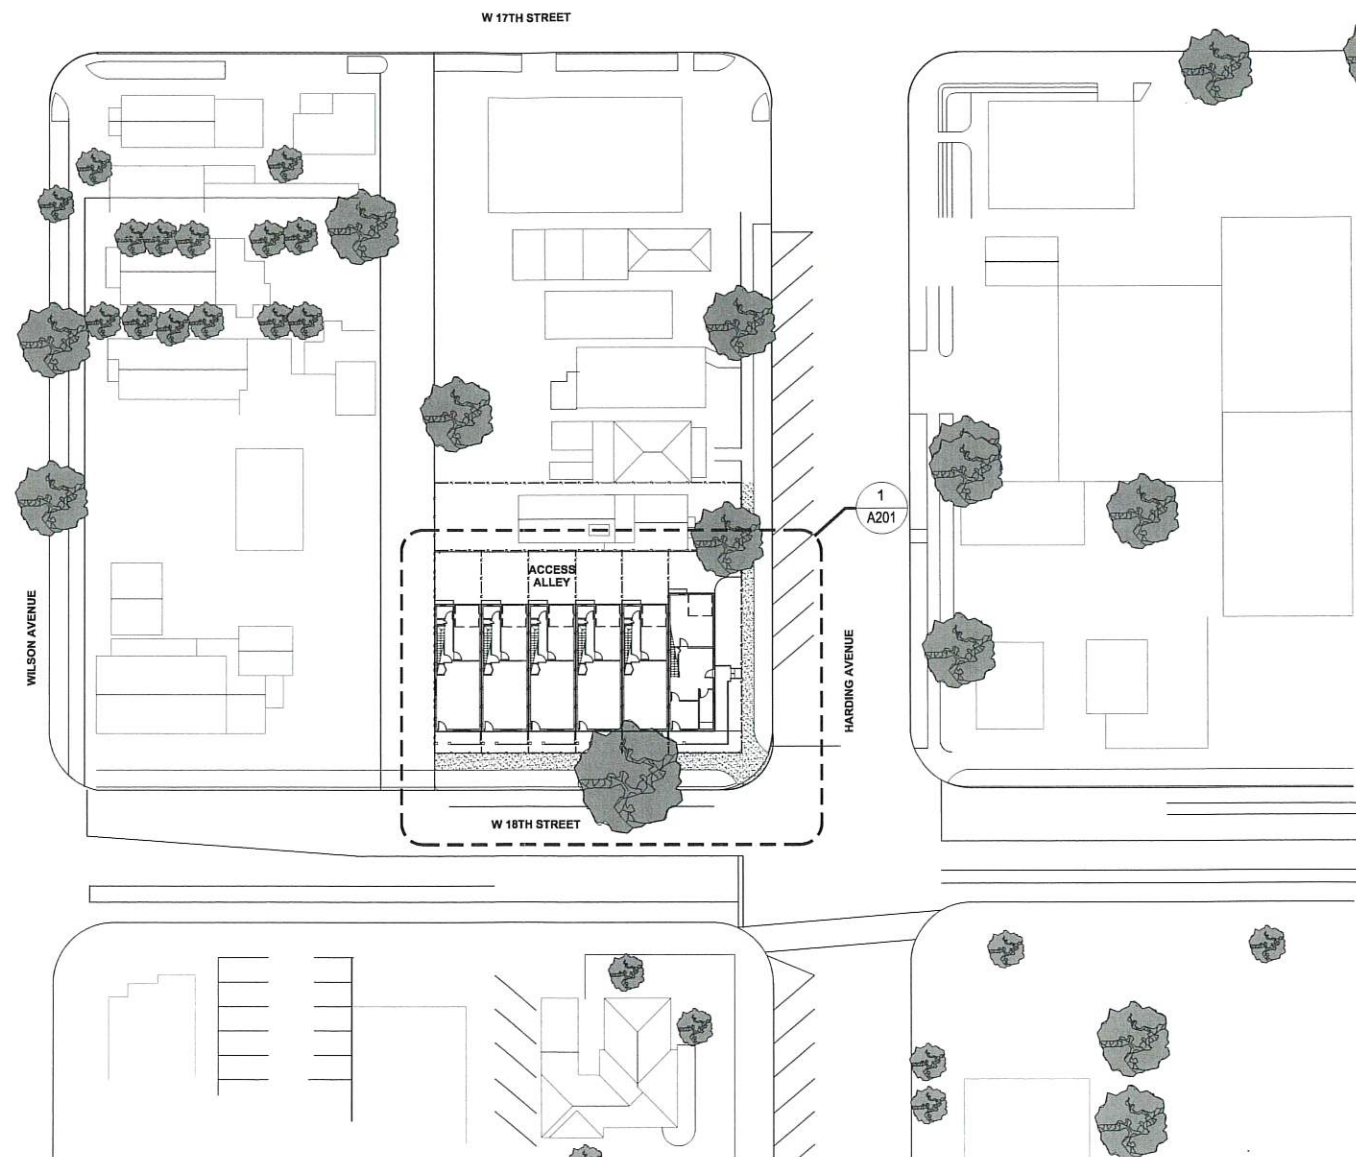 W 17TH STREET
1
A201
ACCESS
ALLEY
WILSON AVENUE
HARDING AVENUE
W 18TH STREET